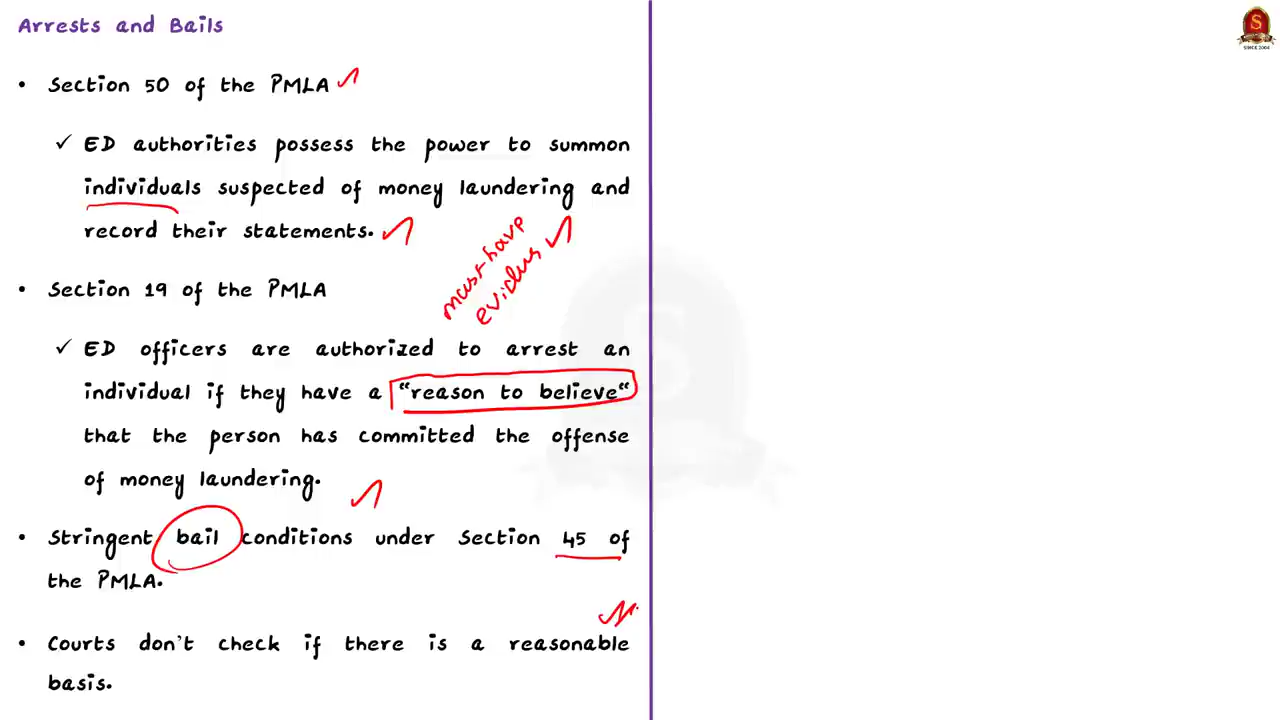 Arrests and Bails
• Section 50 of the PMLA
✓ ED authorities possess the power to summon
individuals suspected of money laundering and
record their statements.
must have
• Section 19 of the PMLA
✓ ED officers are authorized to arrest an
individual if they have a "reason to believe"
that the person has committed the offense
of money laundering.
• Stringent bail conditions under Section 45 of
the PMLA.
• Courts don't check if there is a reasonable
basis.
S
SINCE 2004